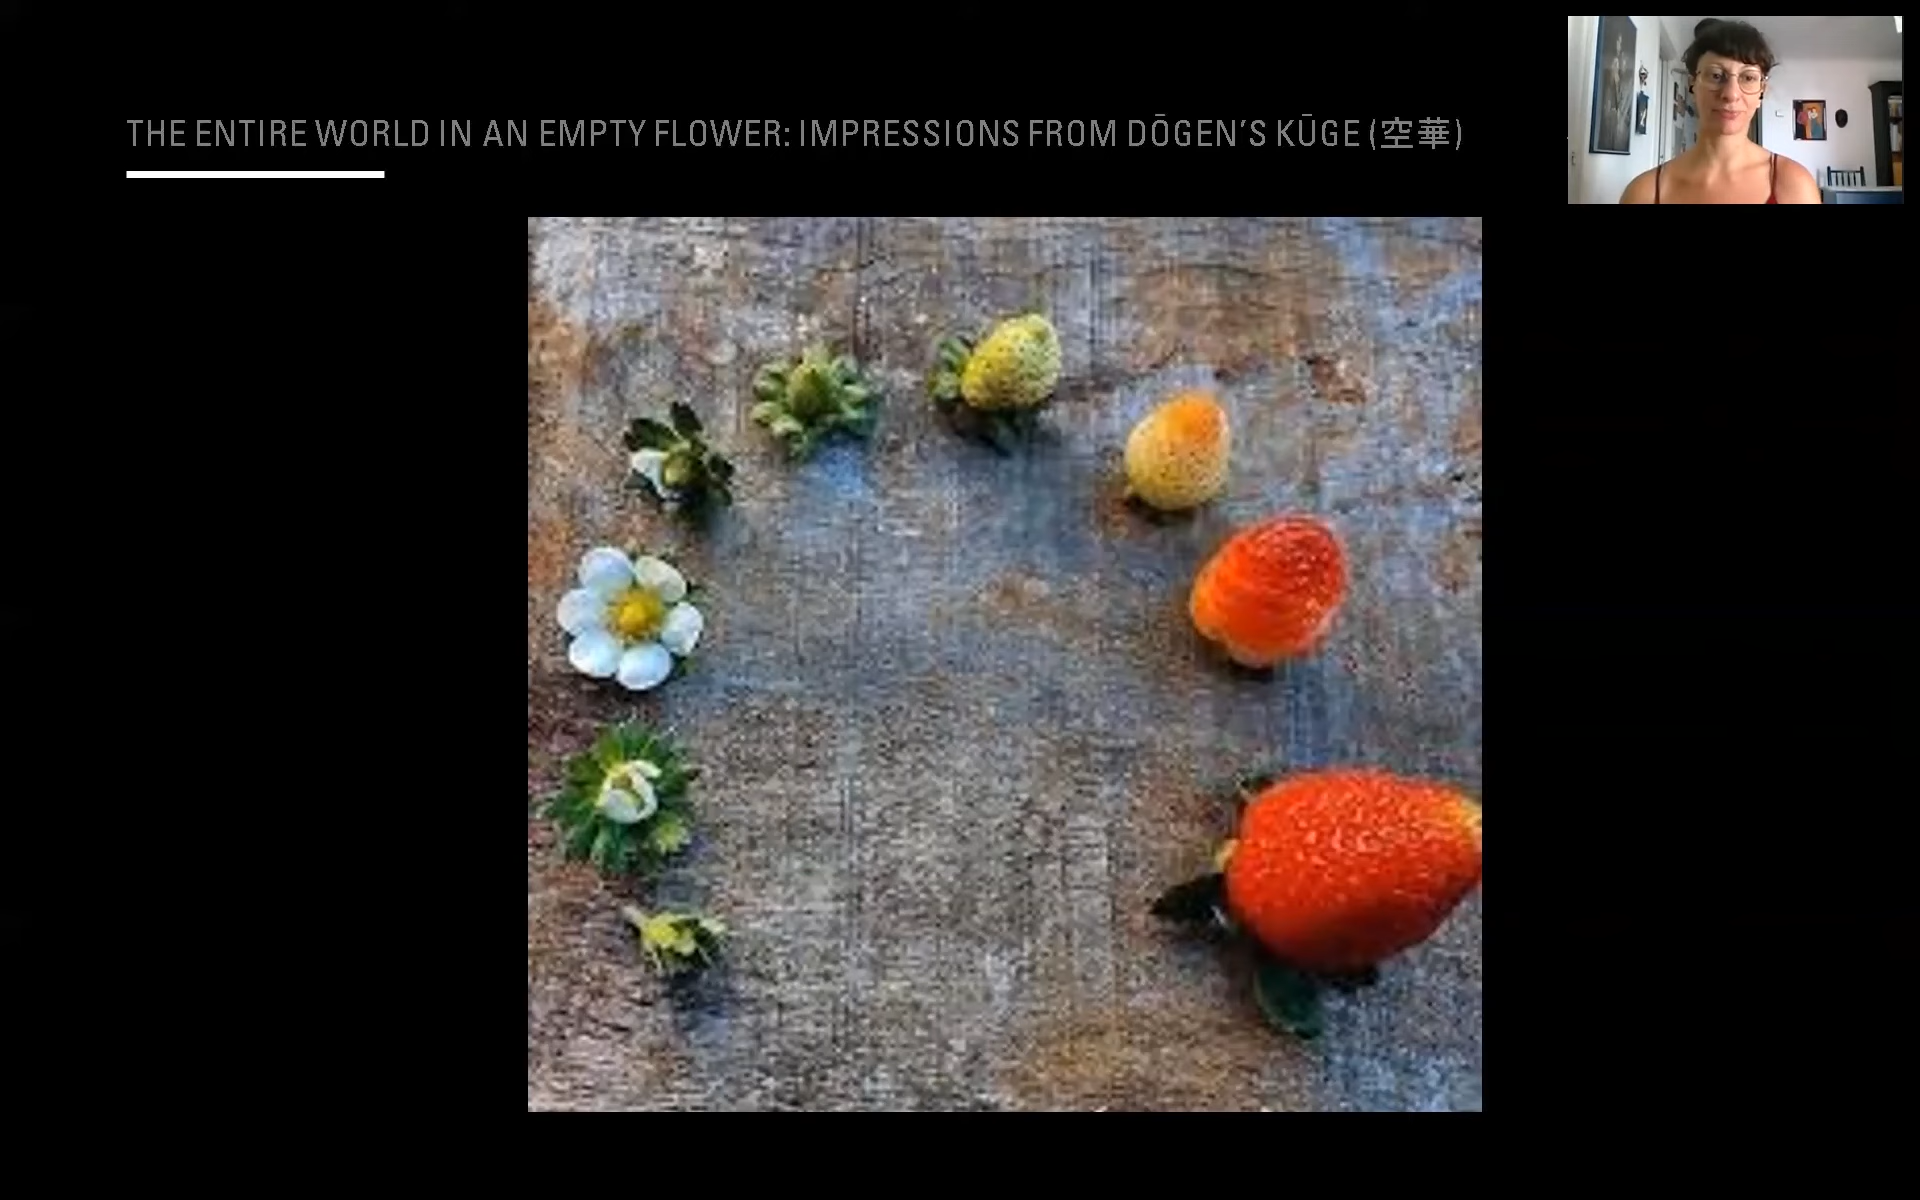 THE ENTIRE WORLD IN AN EMPTY FLOWER: IMPRESSIONS FROM DŌGEN’S KŪGE (空華)